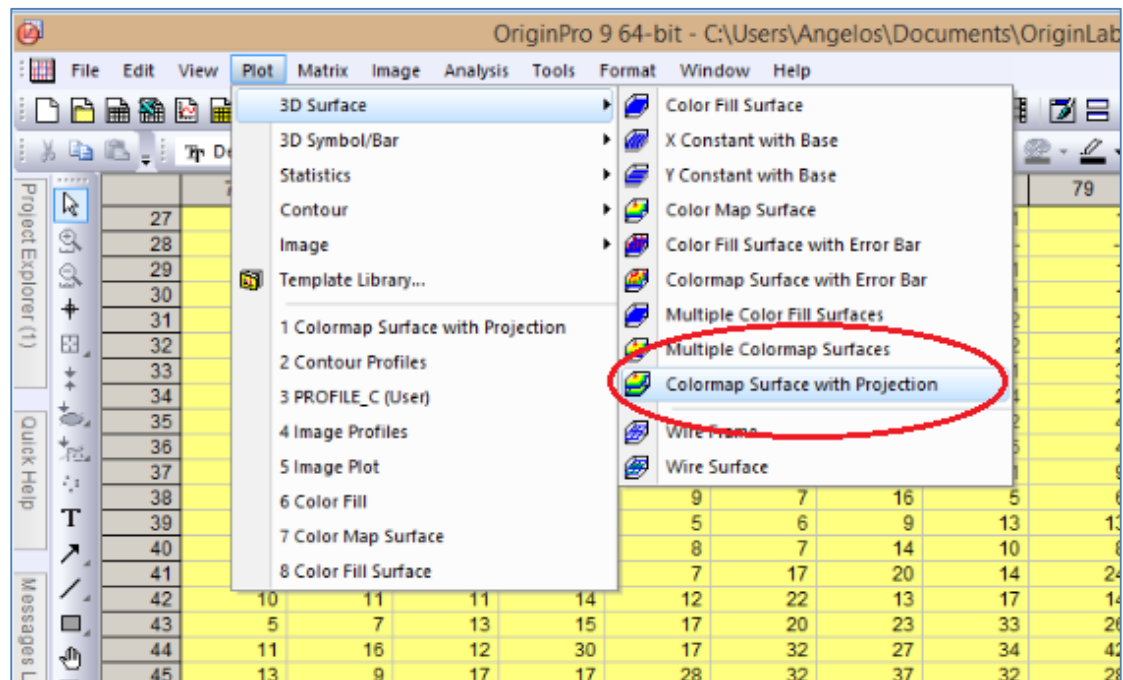 OriginPro 9 64-bit - C:\Users\Angelos\Documents\OriginLab
File Edit View Plot Matrix Image Analysis Tools Format Window Help
3D Surface
3D Symbol/Bar
Statistics
Contour
Image
Template Library...
1 Colormap Surface with Projection
2 Contour Profiles
3 PROFILE_C (User)
4 Image Profiles
5 Image Plot
6 Color Fill
7 Color Map Surface
8 Color Fill Surface
Color Fill Surface
X Constant with Base
Y Constant with Base
Color Map Surface
Color Fill Surface with Error Bar
Colormap Surface with Error Bar
Multiple Color Fill Surfaces
Multiple Colormap Surfaces
Colormap Surface with Projection
Wire Frame
Wire Surface
Project Explorer (1)
Quick Help
Messages L
T
79
27
28
29
30
31
32
33
34
35
36
37
38 9 7 16 5
39 5 6 9 13
40 8 7 14 10
41 7 17 20 14
42 10 11 11 14 12 22 13 17
43 5 7 13 15 17 20 23 33
44 11 16 12 30 17 32 27 34
45 13 9 17 17 28 32 37 32